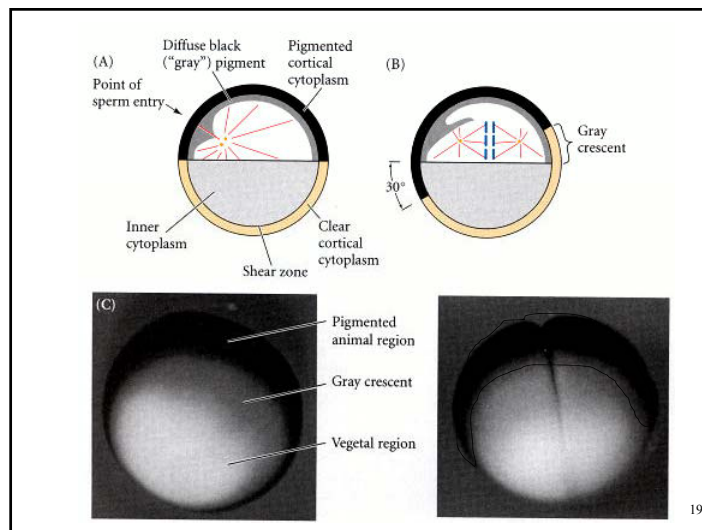 (A)
Diffuse black
("gray") pigment
Pigmented
cortical
cytoplasm
Point of
sperm entry
(B)
Gray
crescent
30°
Inner
cytoplasm
Clear
cortical
cytoplasm
Shear zone
(C)
Pigmented
animal region
Gray crescent
Vegetal region
19